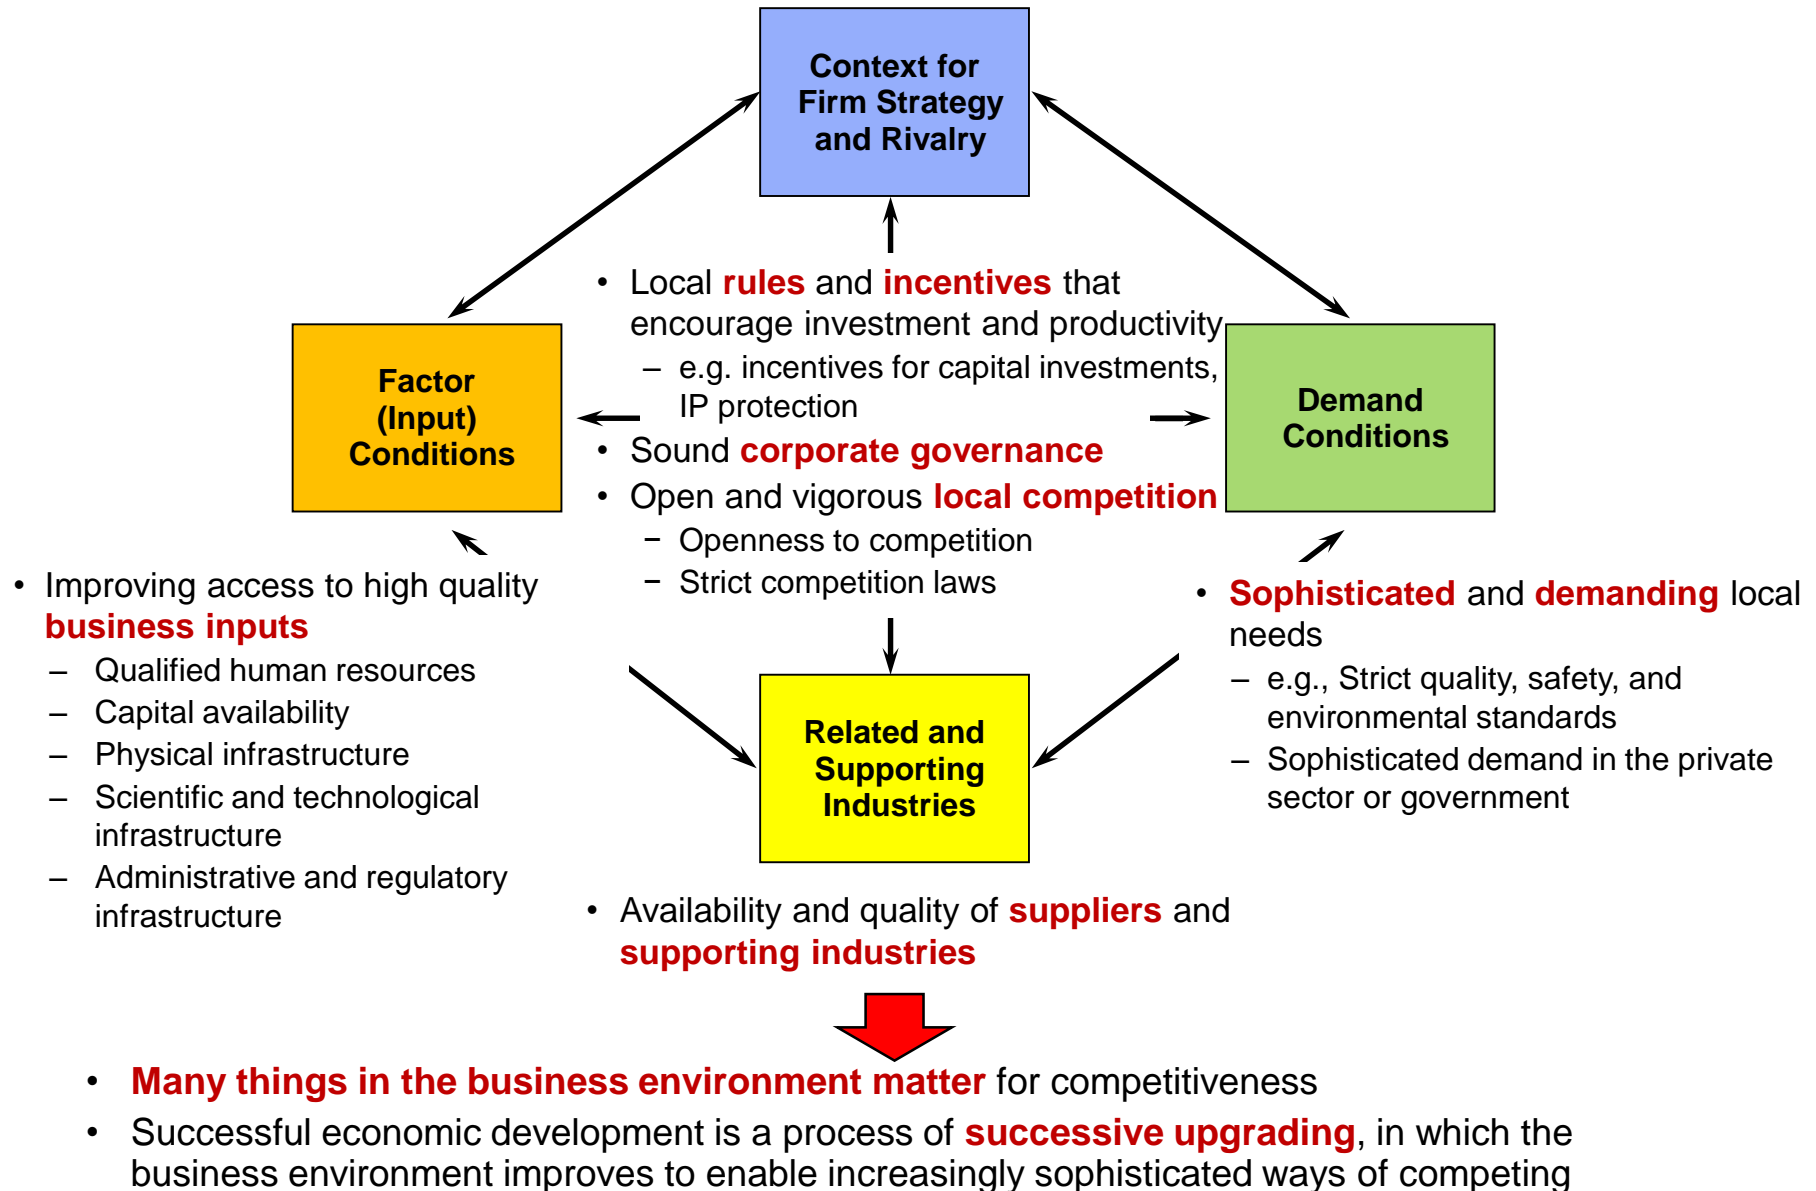 Context for
Firm Strategy
and Rivalry
• Local rules and incentives that
encourage investment and productivity
– e.g. incentives for capital investments,
IP protection
• Sound corporate governance
• Open and vigorous local competition
− Openness to competition
− Strict competition laws
Factor
(Input)
Conditions
Demand
Conditions
• Improving access to high quality
business inputs
– Qualified human resources
– Capital availability
– Physical infrastructure
– Scientific and technological
infrastructure
– Administrative and regulatory
infrastructure
• Sophisticated and demanding local
needs
– e.g., Strict quality, safety, and
environmental standards
– Sophisticated demand in the private
sector or government
Related and
Supporting
Industries
• Availability and quality of suppliers and
supporting industries
• Many things in the business environment matter for competitiveness
• Successful economic development is a process of successive upgrading, in which the
business environment improves to enable increasingly sophisticated ways of competing